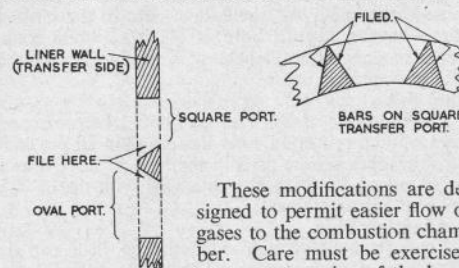 LINER WALL
(TRANSFER SIDE)
SQUARE PORT.
FILE HERE.
OVAL PORT.
FILED.
BARS ON SQUARE
TRANSFER PORT.
These modifications are de-
signed to permit easier flow o
gases to the combustion cham
ber. Care must be exercise